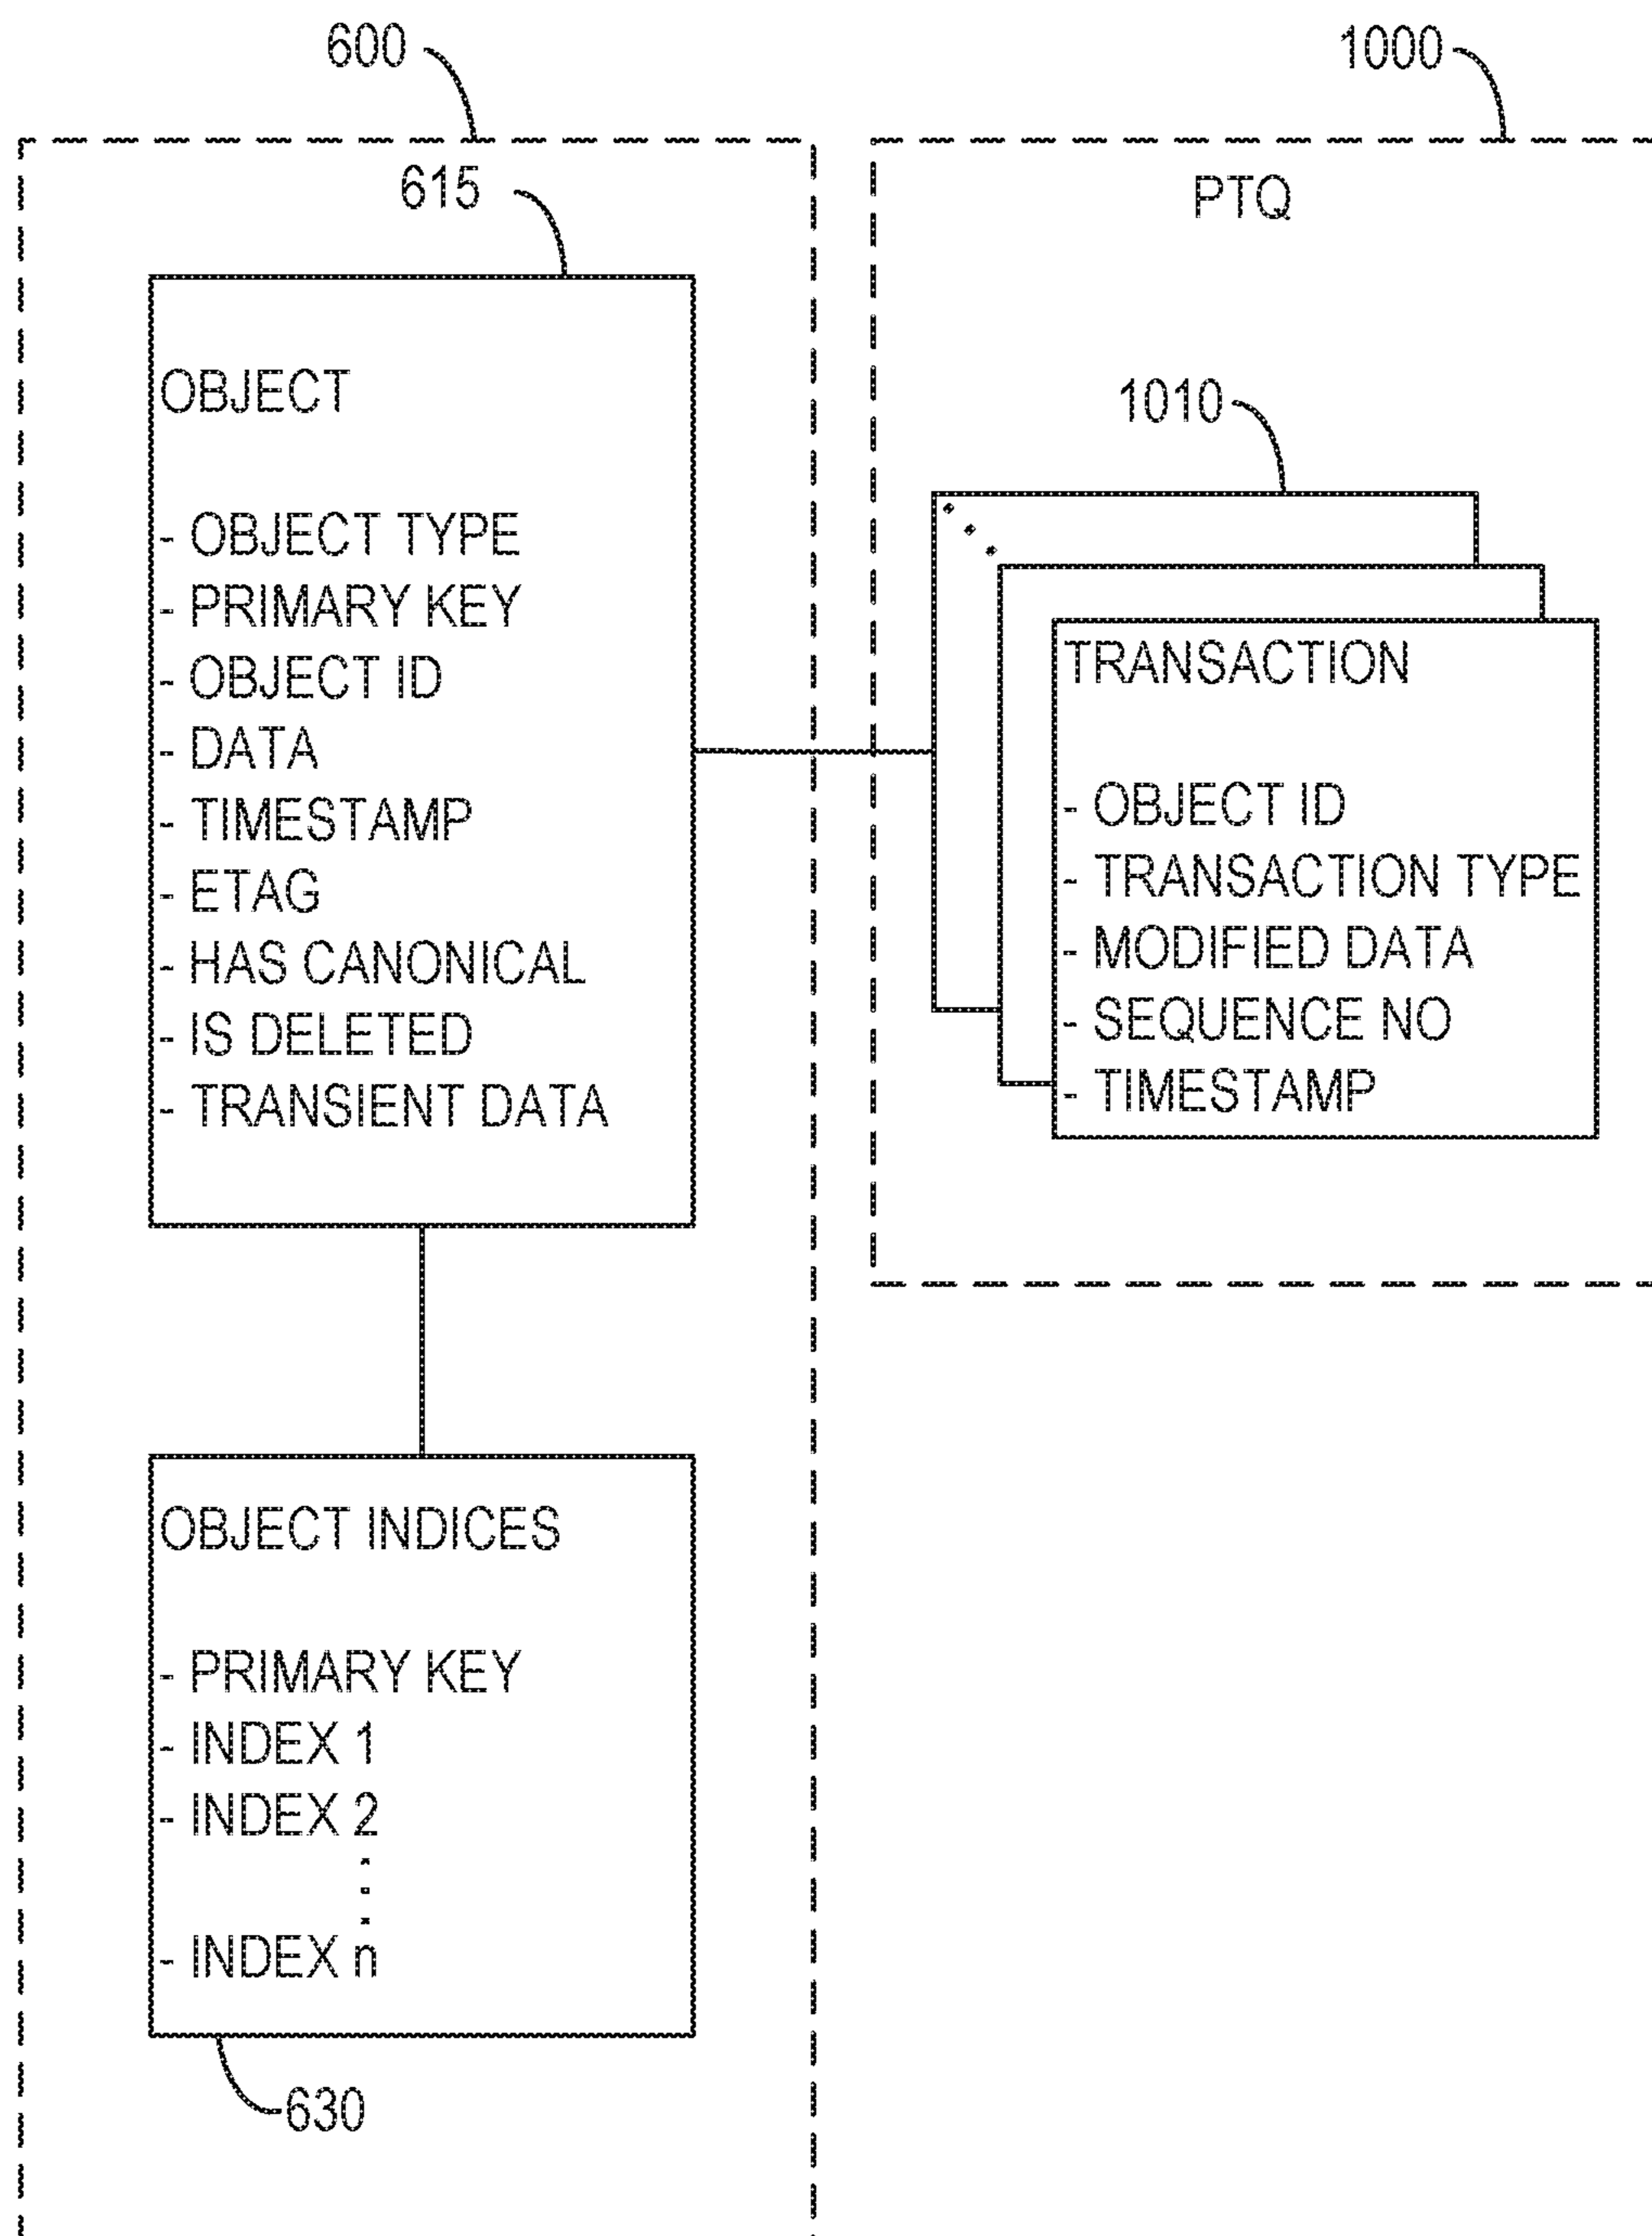 600
615
OBJECT
- OBJECT TYPE
- PRIMARY KEY
- OBJECT ID
- DATA
- TIMESTAMP
- ETAG
- HAS CANONICAL
- IS DELETED
- TRANSIENT DATA
OBJECT INDICES
- PRIMARY KEY
- INDEX 1
- INDEX 2
- INDEX n
630
1000
PTQ
1010
TRANSACTION
- OBJECT ID
- TRANSACTION TYPE
- MODIFIED DATA
- SEQUENCE NO
- TIMESTAMP